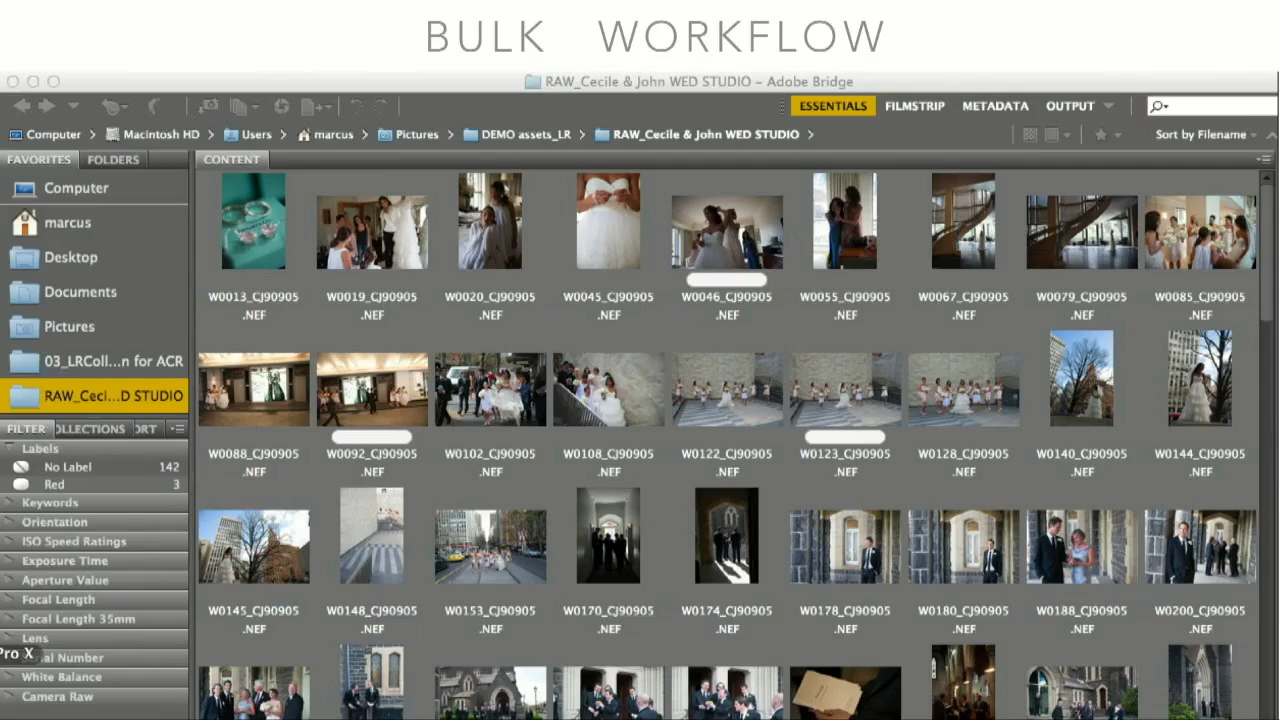 BULK WORKFLOW
RAW_Cecile & John WED STUDIO – Adobe Bridge
ESSENTIALS FILMSTRIP METADATA OUTPUT
Computer Macintosh HD Users marcus Pictures DEMO assets_LR RAW_Cecile & John WED STUDIO Sort by Filename
FAVORITES FOLDERS CONTENT
Computer
marcus
Desktop
Documents
Pictures
03_LRColl...n for ACR
RAW_Ceci...D STUDIO
FILTER OLLECTIONS ORT
Labels
No Label 142
Red 3
Keywords
Orientation
ISO Speed Ratings
Exposure Time
Aperture Value
Focal Length
Focal Length 35mm
Lens
Pro X
al Number
White Balance
Camera Raw
W0013_CJ90905 W0019_CJ90905 W0020_CJ90905 W0045_CJ90905 W0046_CJ90905 W0055_CJ90905 W0067_CJ90905 W0079_CJ90905 W0085_CJ90905
.NEF .NEF .NEF .NEF .NEF .NEF .NEF .NEF .NEF
W0088_CJ90905 W0092_CJ90905 W0102_CJ90905 W0108_CJ90905 W0122_CJ90905 W0123_CJ90905 W0128_CJ90905 W0140_CJ90905 W0144_CJ90905
.NEF .NEF .NEF .NEF .NEF .NEF .NEF .NEF .NEF
W0145_CJ90905 W0148_CJ90905 W0153_CJ90905 W0170_CJ90905 W0174_CJ90905 W0178_CJ90905 W0180_CJ90905 W0188_CJ90905 W0200_CJ90905
.NEF .NEF .NEF .NEF .NEF .NEF .NEF .NEF .NEF